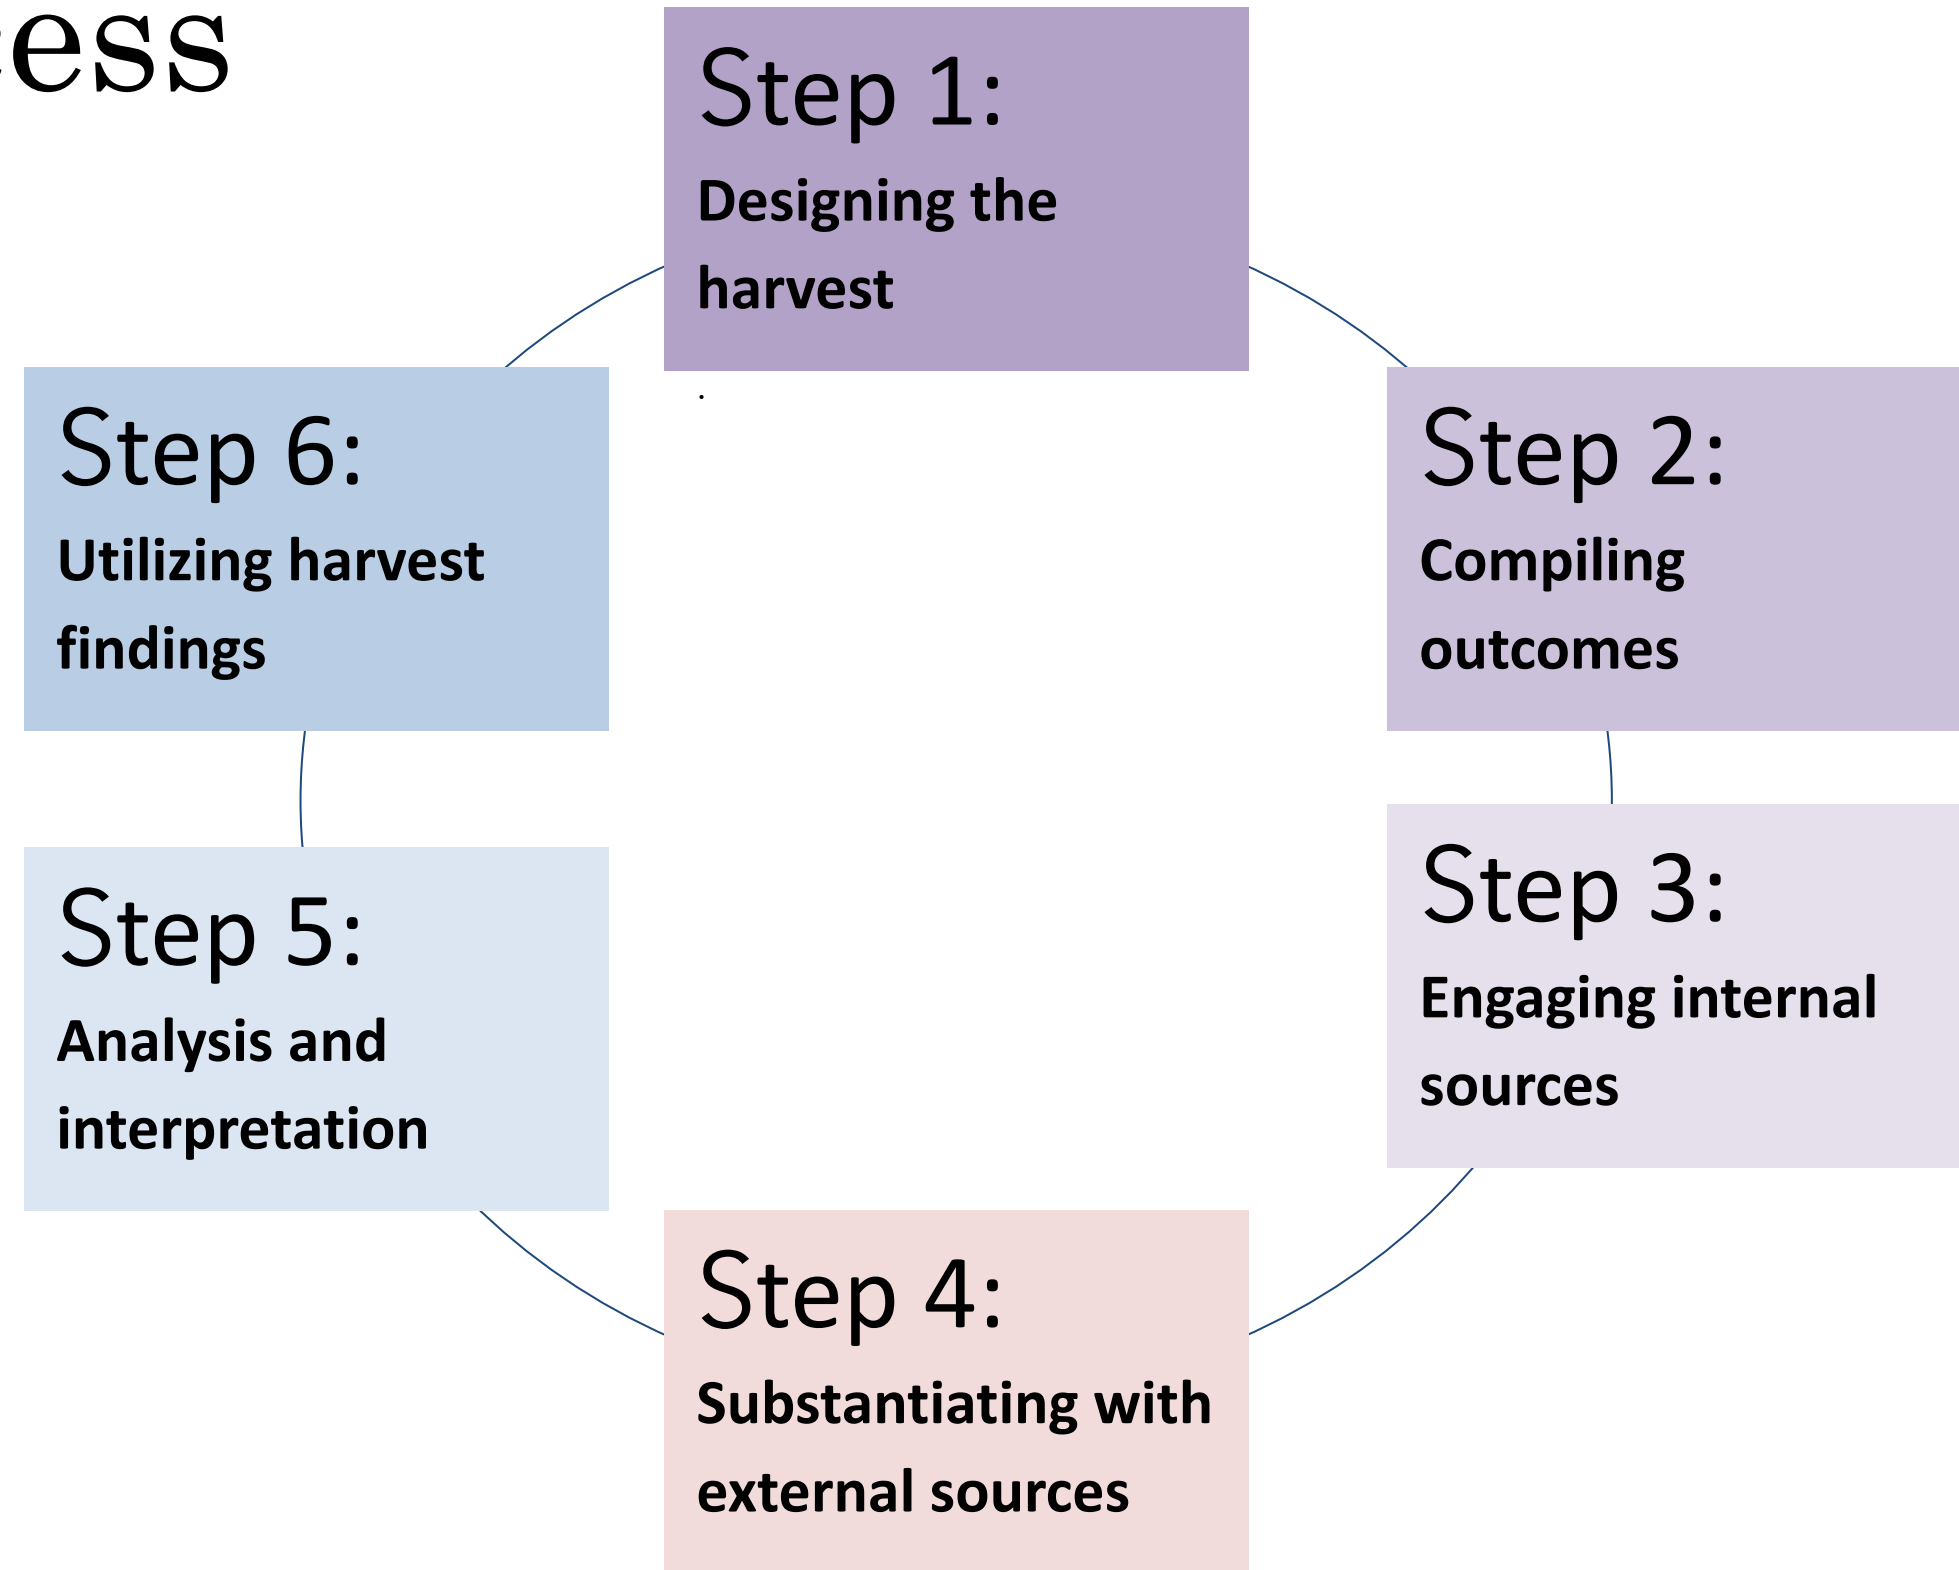 ess
Step 1:
Designing the
harvest
.
Step 2:
Compiling
outcomes
Step 3:
Engaging internal
sources
Step 4:
Substantiating with
external sources
Step 5:
Analysis and
interpretation
Step 6:
Utilizing harvest
findings